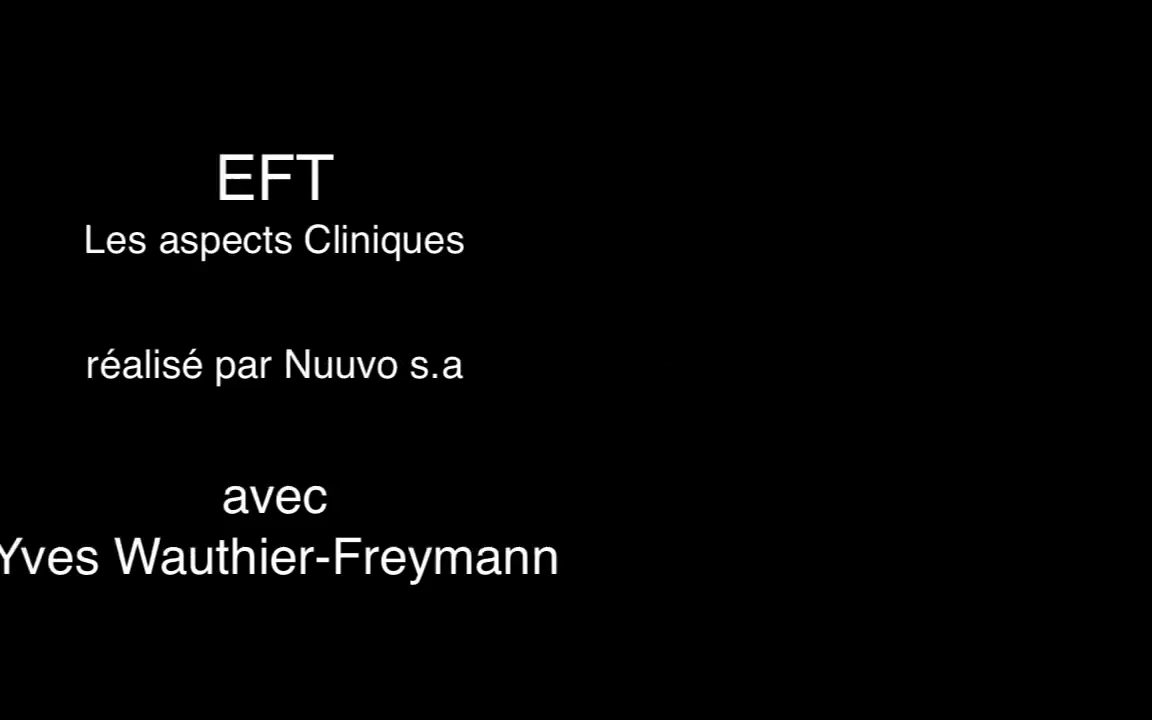 EFT
Les aspects Cliniques
réalisé par Nuuvo s.a
avec
Yves Wauthier-Freymann